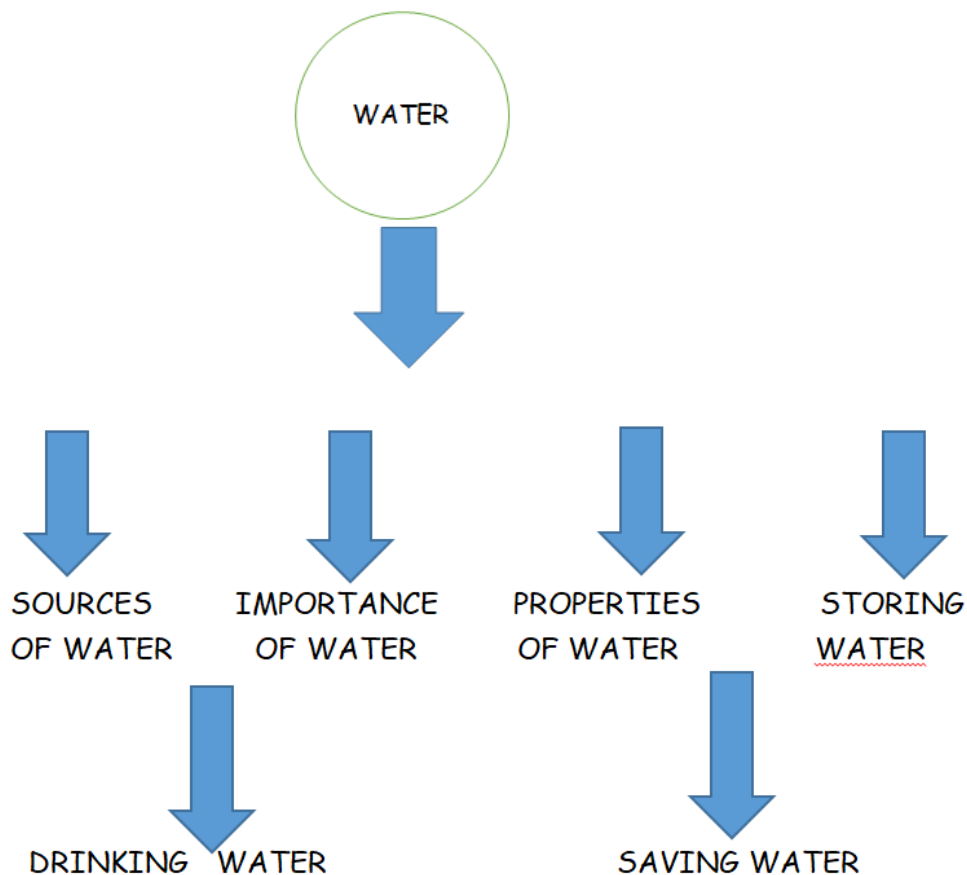 WATER
SOURCES IMPORTANCE PROPERTIES STORING
OF WATER OF WATER OF WATER WATER
DRINKING WATER SAVING WATER